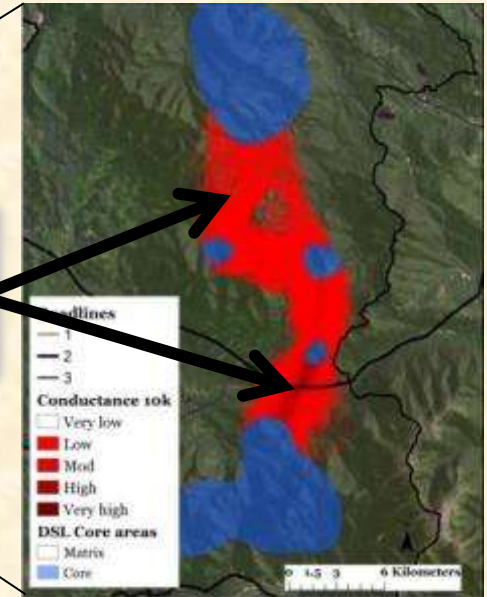 adlines
1
2
3
Conductance 10k
Very low
Low
Mod
High
Very high
DSL Core areas
Matrix
Core
0 1.5 3 6 Kilometers